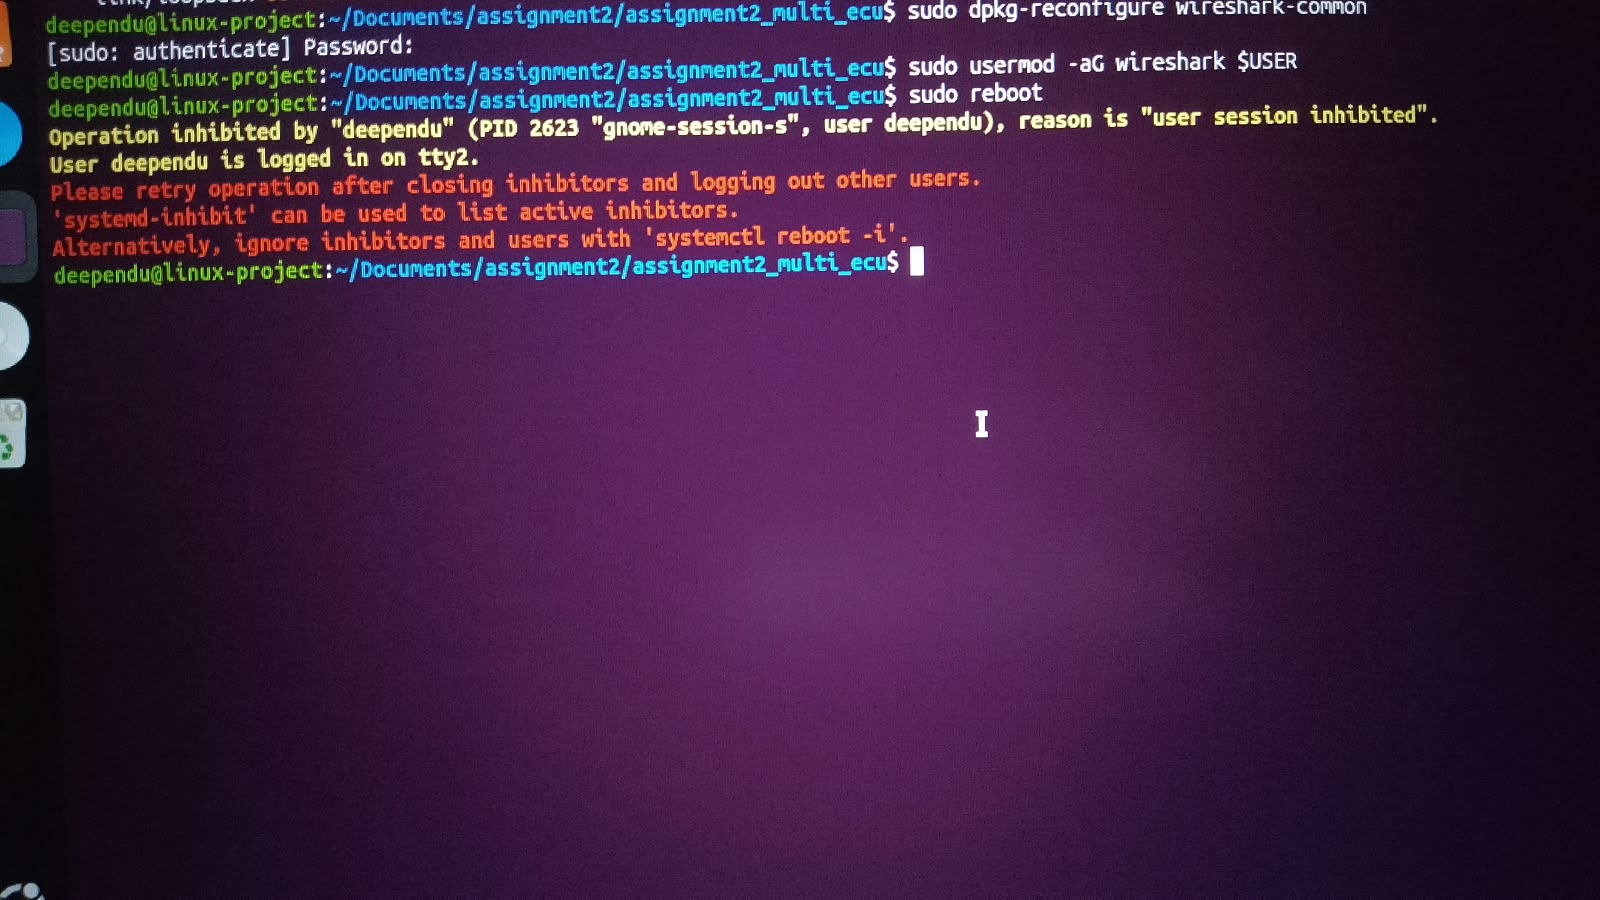 deependu@linux-project:~/Documents/assignment2/assignment2_multi_ecu$ sudo dpkg-reconfigure wireshark-common
[sudo: authenticate] Password:
deependu@linux-project:~/Documents/assignment2/assignment2_multi_ecu$ sudo usermod -aG wireshark $USER
deependu@linux-project:~/Documents/assignment2/assignment2_multi_ecu$ sudo reboot
Operation inhibited by "deependu" (PID 2623 "gnome-session-s", user deependu), reason is "user session inhibited".
User deependu is logged in on tty2.
Please retry operation after closing inhibitors and logging out other users.
'systemd-inhibit' can be used to list active inhibitors.
Alternatively, ignore inhibitors and users with 'systemctl reboot -i'.
deependu@linux-project:~/Documents/assignment2/assignment2_multi_ecu$